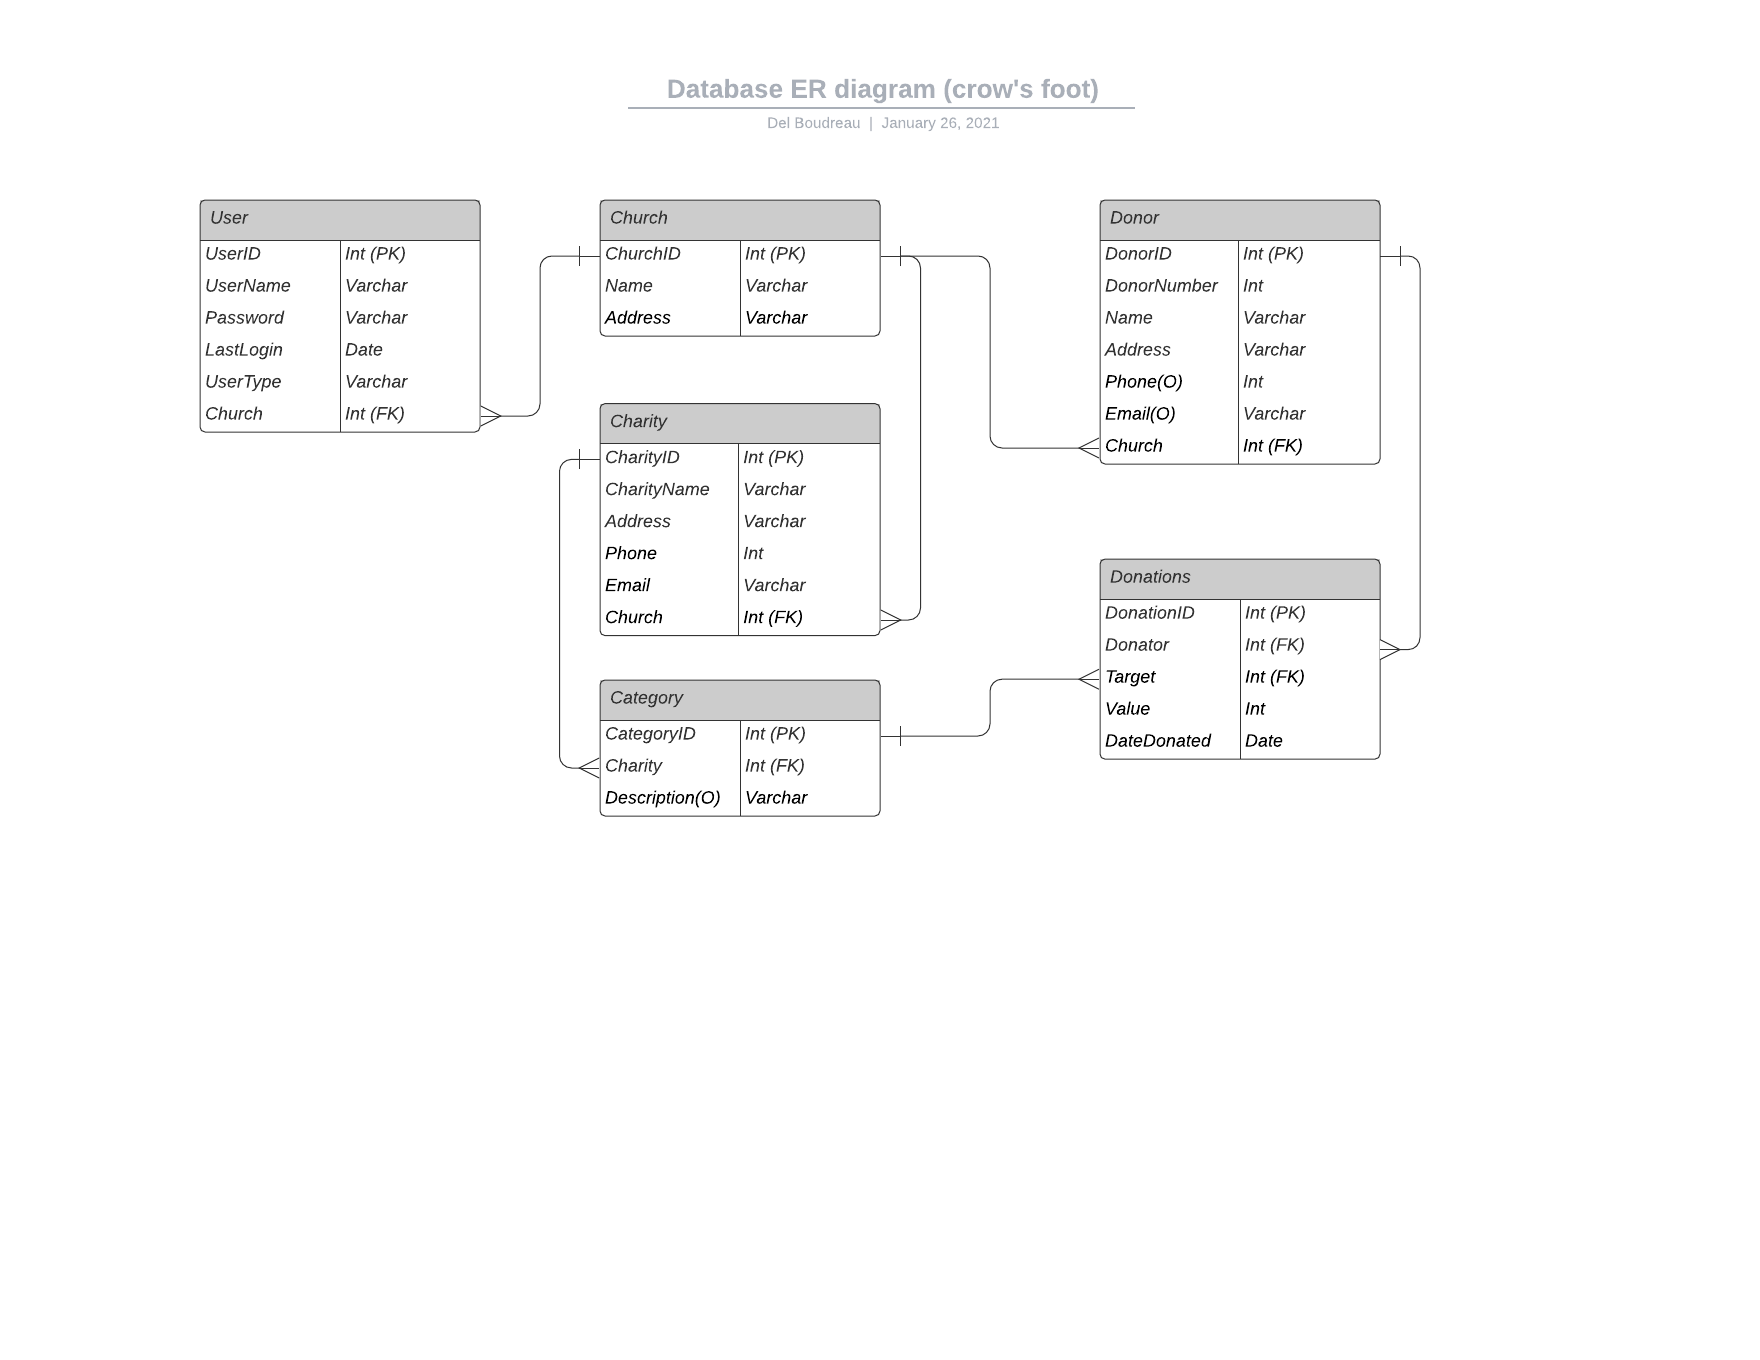 Database ER diagram (crow's foot)
Del Boudreau | January 26, 2021
User
UserID Int (PK)
UserName Varchar
Password Varchar
LastLogin Date
UserType Varchar
Church Int (FK)
Church
ChurchID Int (PK)
Name Varchar
Address Varchar
Charity
CharityID Int (PK)
CharityName Varchar
Address Varchar
Phone Int
Email Varchar
Church Int (FK)
Category
CategoryID Int (PK)
Charity Int (FK)
Description(O) Varchar
Donor
DonorID Int (PK)
DonorNumber Int
Name Varchar
Address Varchar
Phone(O) Int
Email(O) Varchar
Church Int (FK)
Donations
DonationID Int (PK)
Donator Int (FK)
Target Int (FK)
Value Int
DateDonated Date